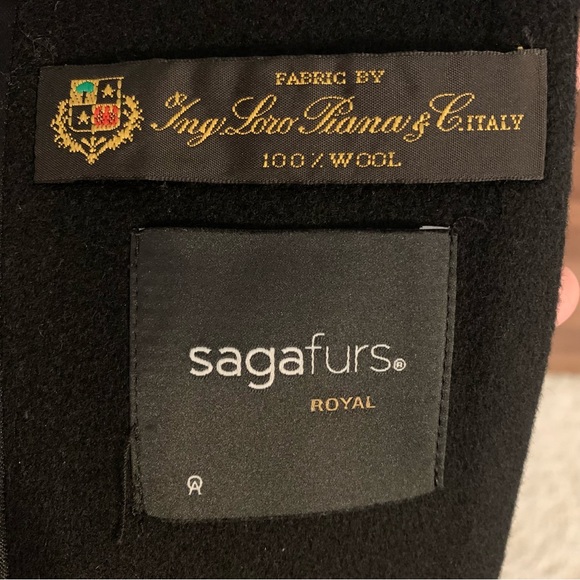 FABRIC BY
Ing. Loro Piana & C. ITALY
100% WOOL
sagafurs®
ROYAL